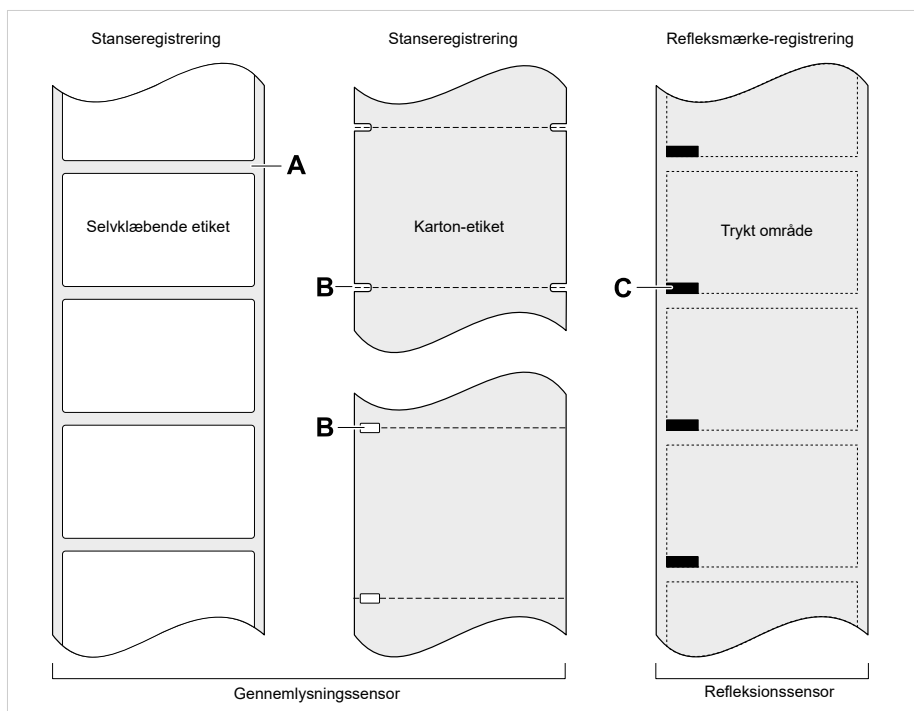 Stanseregistrering
Stanseregistrering
Refleksmærke-registrering
A
Selvklæbende etiket
Karton-etiket
Trykt område
B
C
B
Gennemlysningssensor
Refleksionssensor